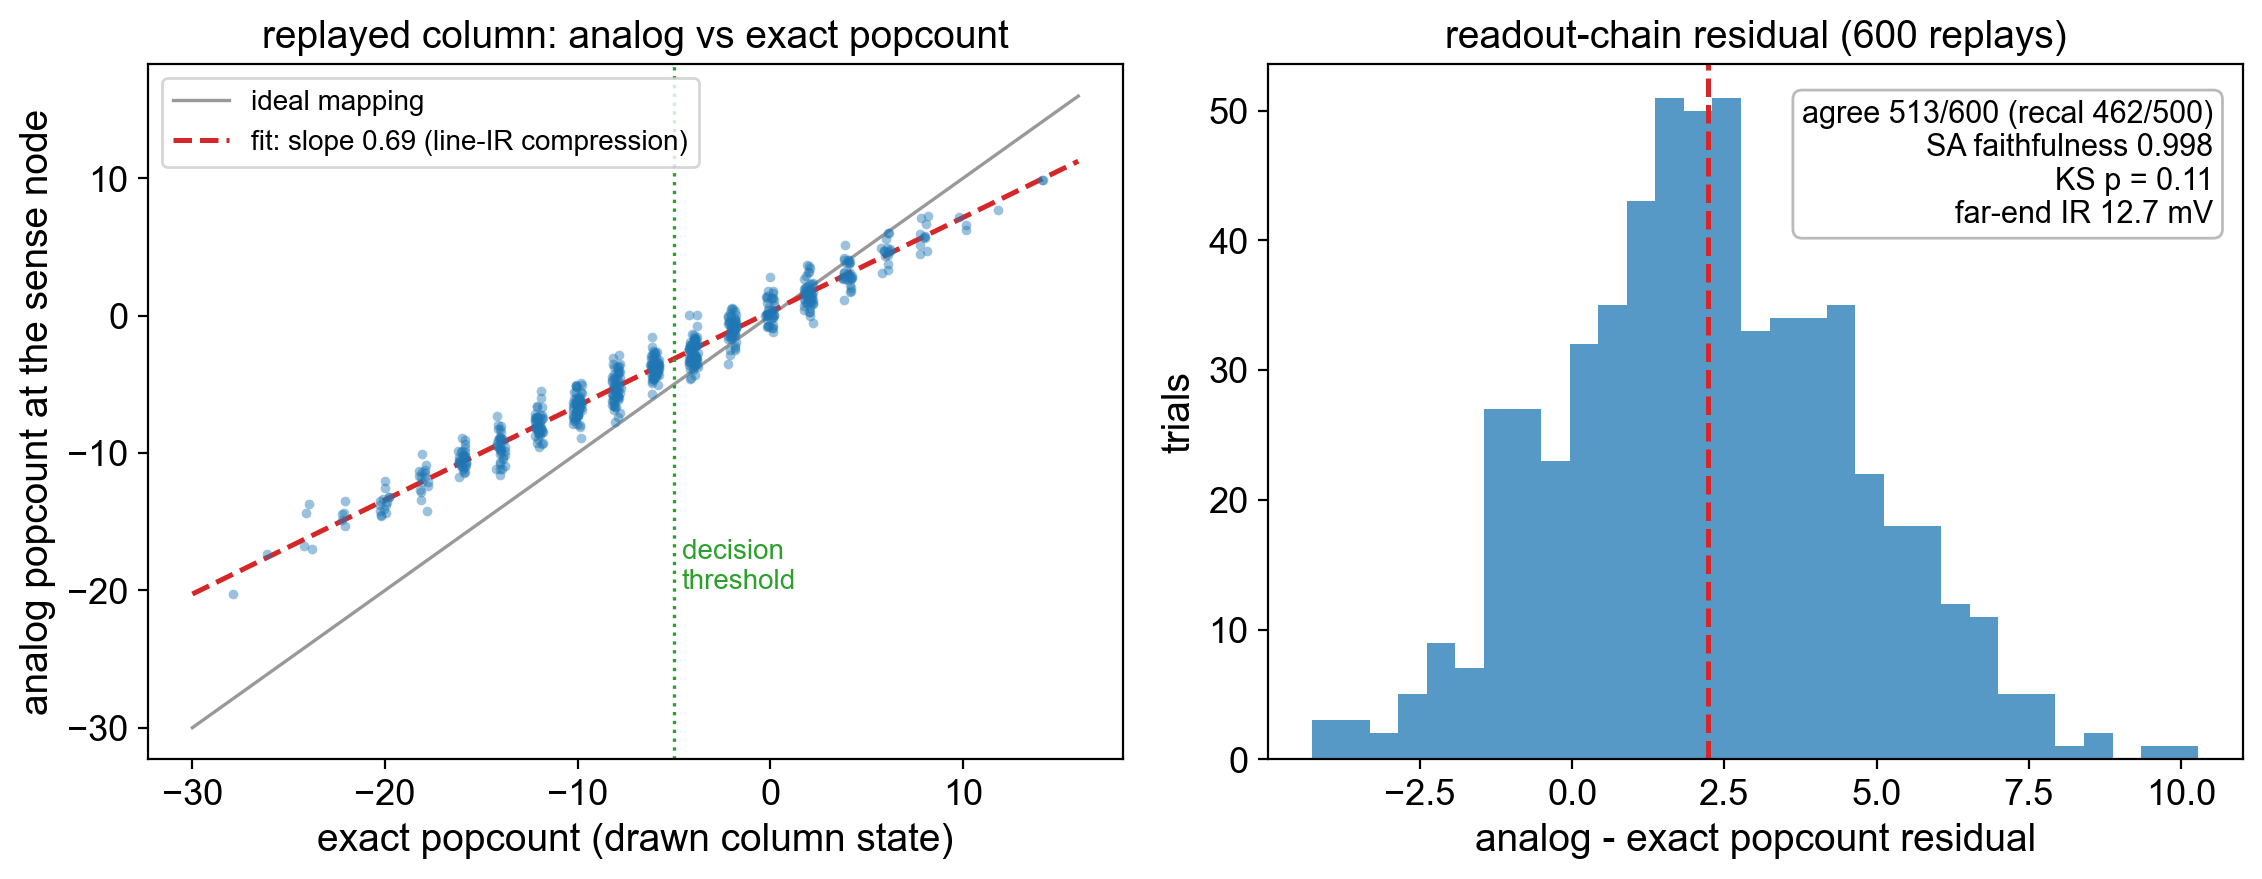 replayed column: analog vs exact popcount
ideal mapping
fit: slope 0.69 (line-IR compression)
decision
threshold
10
0
−10
−20
−30
−30
−20
−10
0
10
analog popcount at the sense node
exact popcount (drawn column state)
readout-chain residual (600 replays)
agree 513/600 (recal 462/500)
SA faithfulness 0.998
KS p = 0.11
far-end IR 12.7 mV
50
40
30
20
10
0
−2.5
0.0
2.5
5.0
7.5
10.0
trials
analog - exact popcount residual